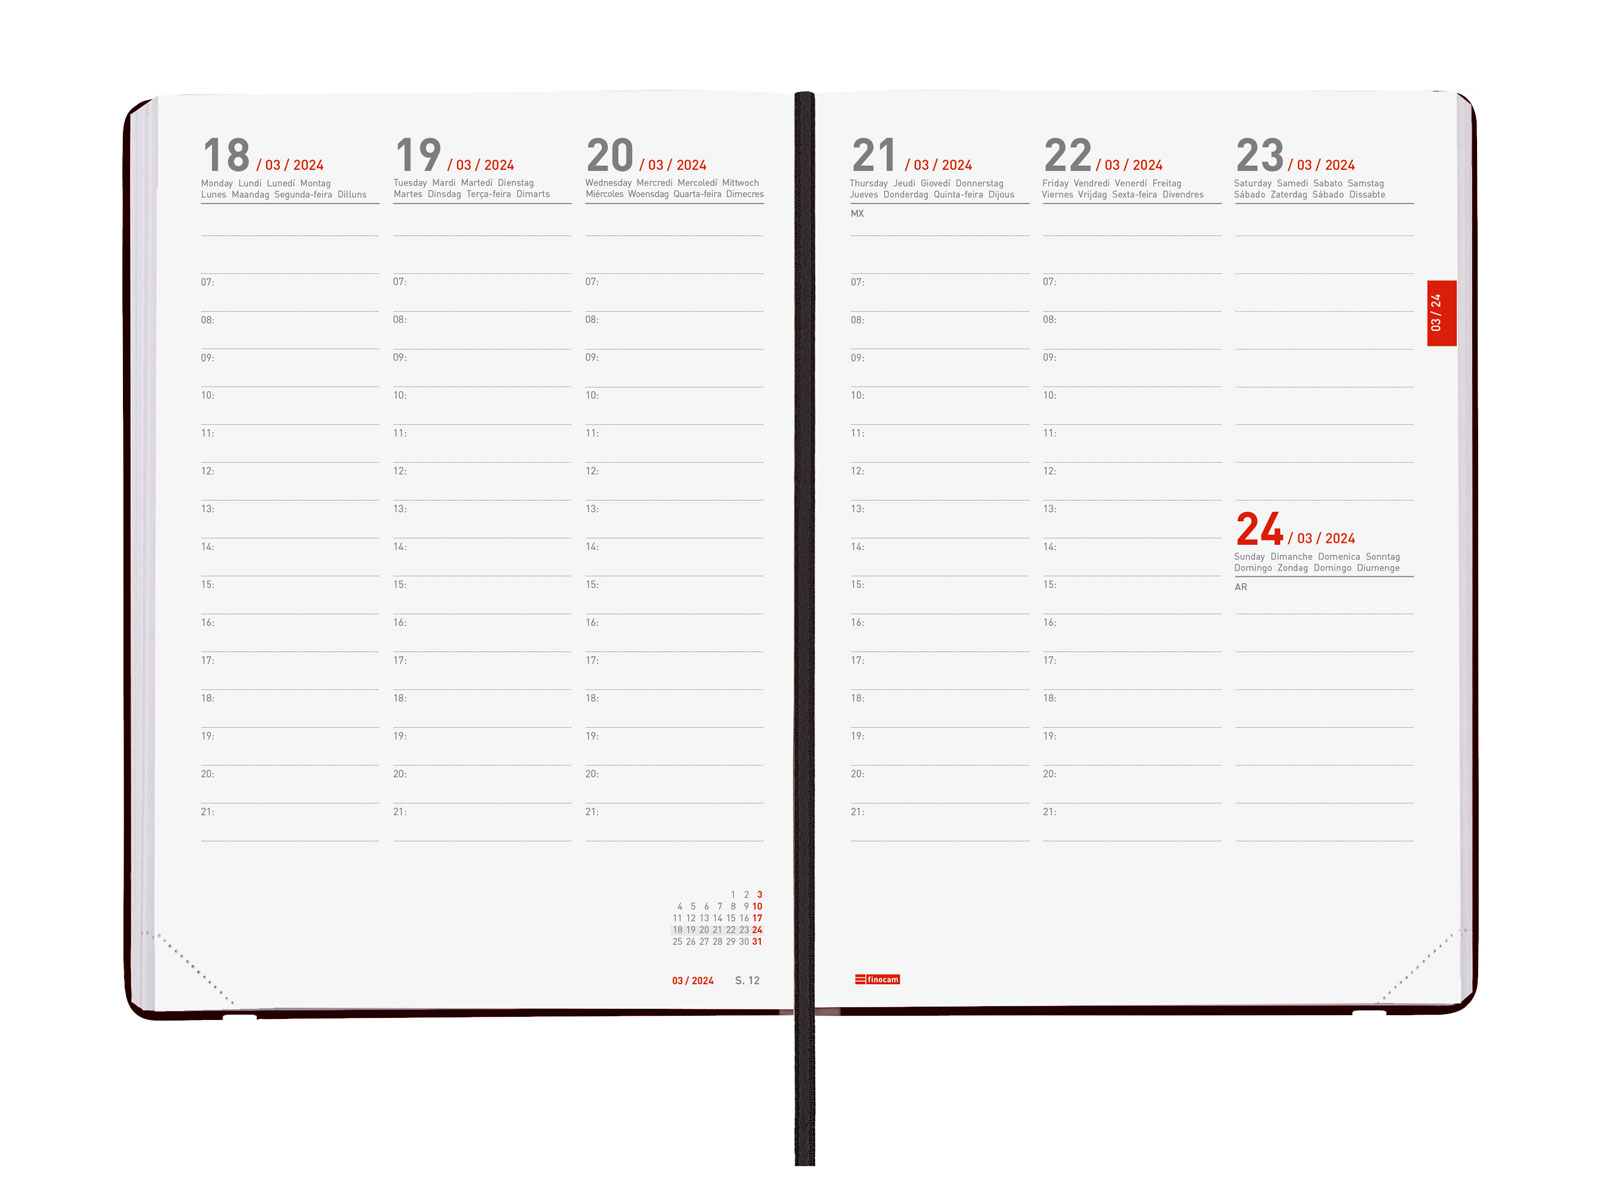 18 / 03 / 2024
Monday Lundi Lunedí Montag
Lunes Maandag Segunda-feira Dilluns
07:
08:
09:
10:
11:
12:
13:
14:
15:
16:
17:
18:
19:
20:
21:
19 / 03 / 2024
Tuesday Mardi Martedí Dienstag
Martes Dinsdag Terça-feira Dimarts
07:
08:
09:
10:
11:
12:
13:
14:
15:
16:
17:
18:
19:
20:
21:
20 / 03 / 2024
Wednesday Mercredi Mercoledí Mittwoch
Miércoles Woensdag Quarta-feira Dimecres
07:
08:
09:
10:
11:
12:
13:
14:
15:
16:
17:
18:
19:
20:
21:
1 2 3
4 5 6 7 8 9 10
11 12 13 14 15 16 17
18 19 20 21 22 23 24
25 26 27 28 29 30 31
03 / 2024 S. 12
21 / 03 / 2024
Thursday Jeudi Giovedí Donnerstag
Jueves Donderdag Quinta-feira Dijous
MX
07:
08:
09:
10:
11:
12:
13:
14:
15:
16:
17:
18:
19:
20:
21:
22 / 03 / 2024
Friday Vendredi Venerdí Freitag
Viernes Vrijdag Sexta-feira Divendres
07:
08:
09:
10:
11:
12:
13:
14:
15:
16:
17:
18:
19:
20:
21:
23 / 03 / 2024
Saturday Samedi Sabato Samstag
Sábado Zaterdag Sábado Dissabte
24 / 03 / 2024
Sunday Dimanche Domenica Sonntag
Domingo Zondag Domingo Diumenge
AR
03 / 24
finocam